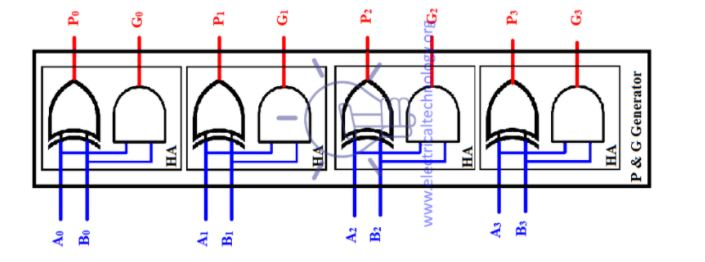 P0 G0 P1 G1 P2 G2 P3 G3
HA HA HA HA
P & G Generator
A0 B0 A1 B1 A2 B2 A3 B3
www.electricaltechnology.org